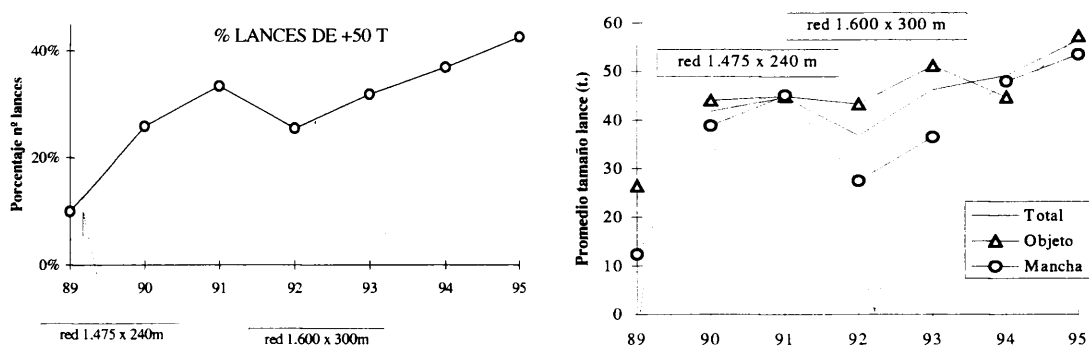 % LANCES DE +50 T
Porcentaje nº lances
40%
20%
0%
89 90 91 92 93 94 95
red 1.475 x 240m
red 1.600 x 300m
red 1.600 x 300 m
red 1.475 x 240 m
Promedio tamaño lance (t.)
60
50
40
30
20
10
0
Total
Objeto
Mancha
89 90 91 92 93 94 95